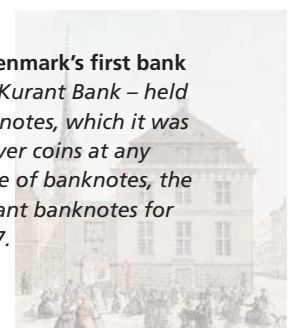 enmark’s first bank
Kurant Bank – held
notes, which it was
ver coins at any
e of banknotes, the
ant banknotes for
7.